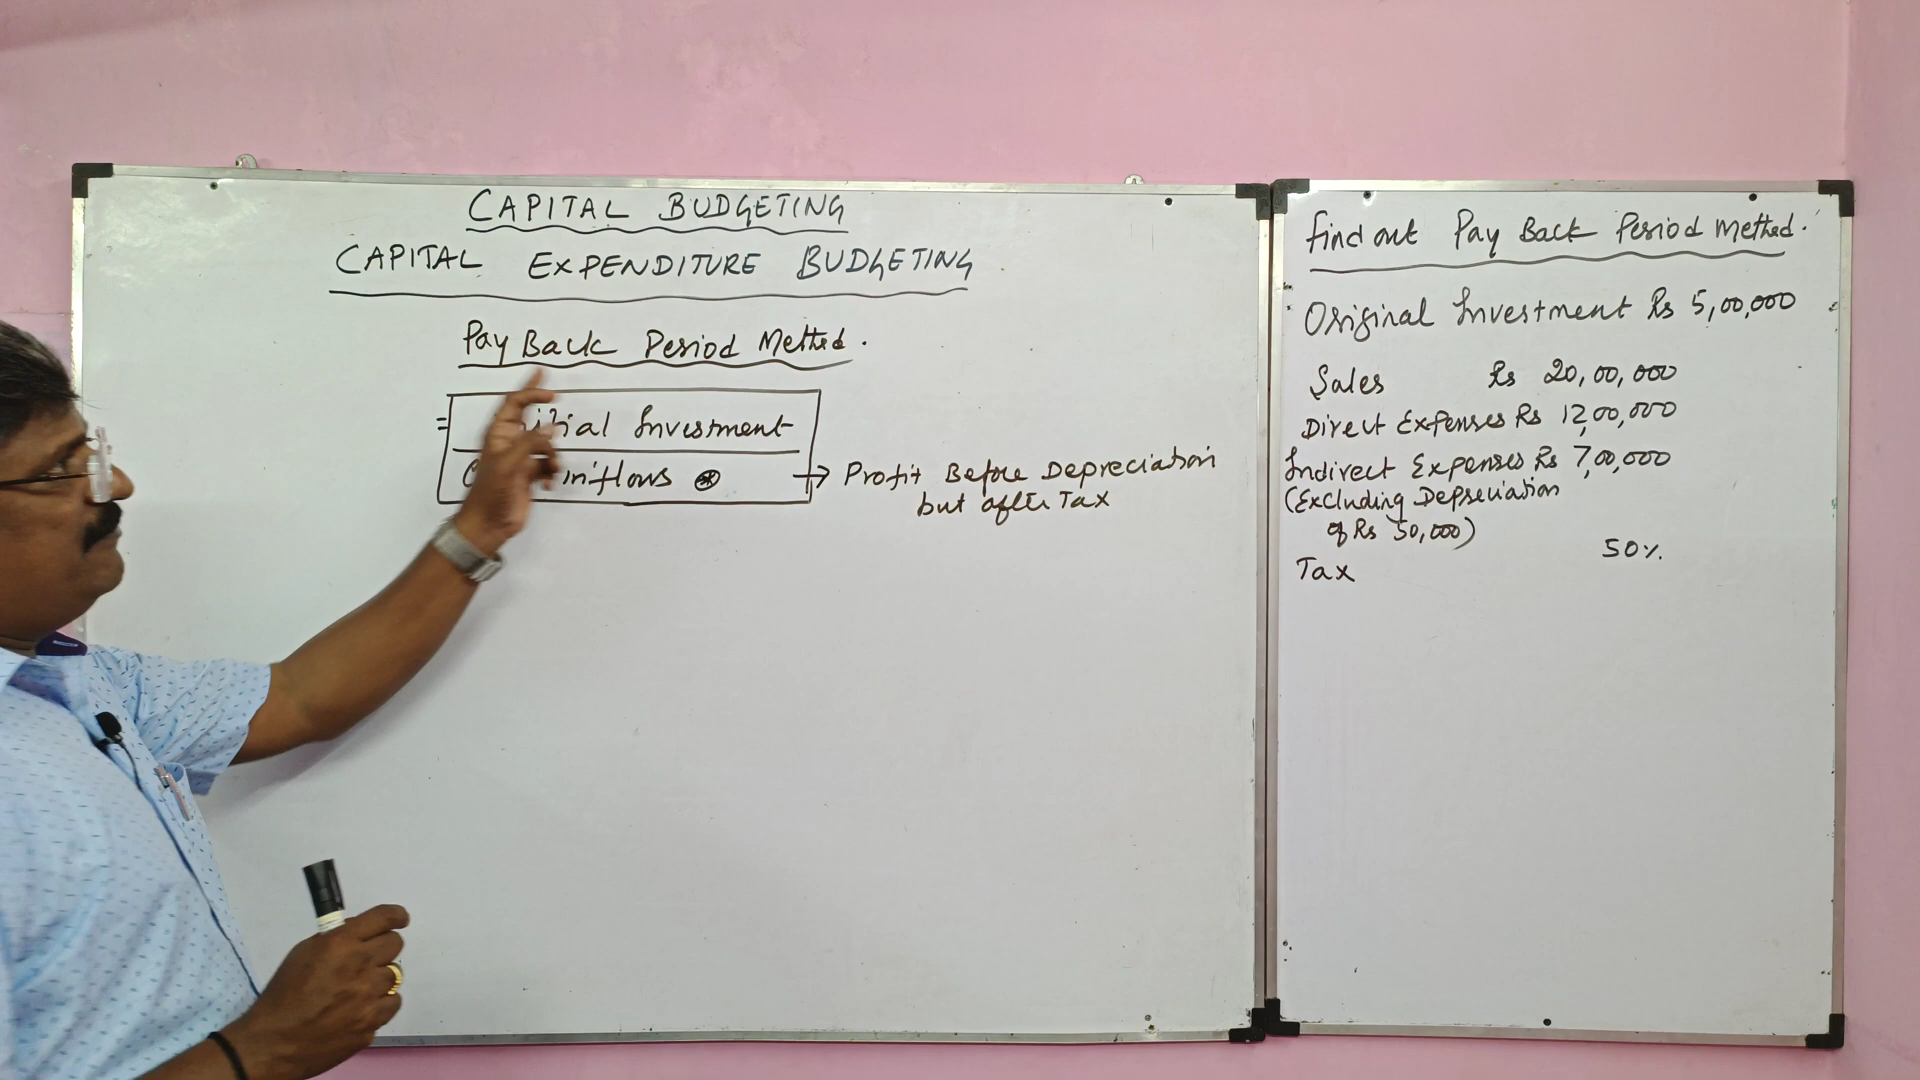 CAPITAL BUDGETING
CAPITAL EXPENDITURE BUDGETING
Pay Back Period Method.
= Investment
inflows
→ Profit Before Depreciation
but after Tax
find out Pay Back Period Method.
Original Investment Rs 5,00,000
Sales Rs 20,00,000
Direct Expenses Rs 12,00,000
Indirect Expenses Rs 7,00,000
(Excluding Depreciation
of Rs 50,000)
Tax 50%